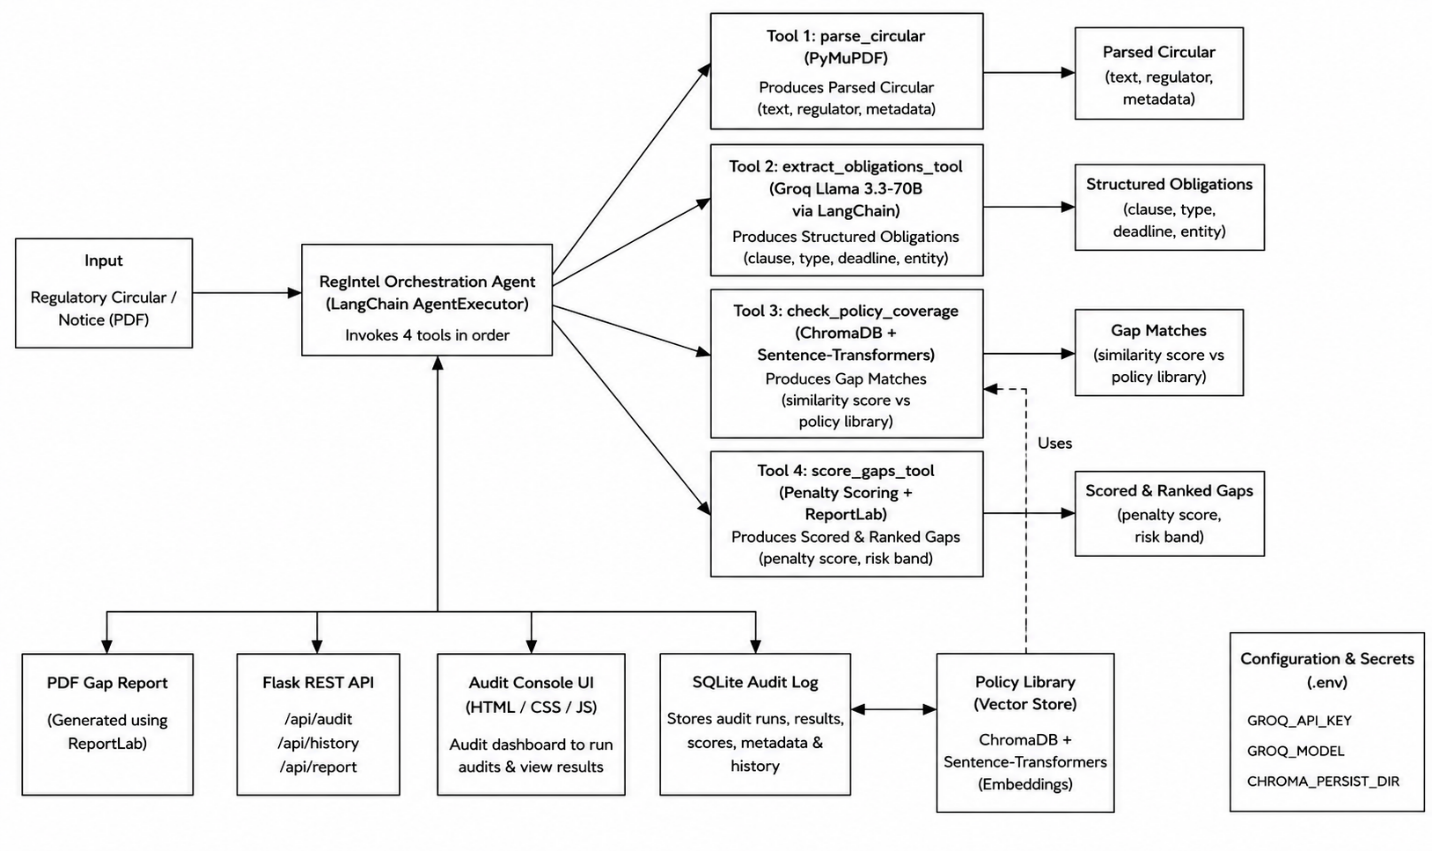 Tool 1: parse_circular
(PyMuPDF)
Produces Parsed Circular
(text, regulator, metadata)
Parsed Circular
(text, regulator,
metadata)
Tool 2: extract_obligations_tool
(Groq Llama 3.3-70B
via LangChain)
Produces Structured Obligations
(clause, type, deadline, entity)
Structured Obligations
(clause, type,
deadline, entity)
Input
Regulatory Circular /
Notice (PDF)
RegIntel Orchestration Agent
(LangChain AgentExecutor)
Invokes 4 tools in order
Tool 3: check_policy_coverage
(ChromaDB +
Sentence-Transformers)
Produces Gap Matches
(similarity score vs
policy library)
Gap Matches
(similarity score vs
policy library)
Uses
Tool 4: score_gaps_tool
(Penalty Scoring +
ReportLab)
Produces Scored & Ranked Gaps
(penalty score, risk band)
Scored & Ranked Gaps
(penalty score,
risk band)
PDF Gap Report
(Generated using
ReportLab)
Flask REST API
/api/audit
/api/history
/api/report
Audit Console UI
(HTML / CSS / JS)
Audit dashboard to run
audits & view results
SQLite Audit Log
Stores audit runs, results,
scores, metadata &
history
Policy Library
(Vector Store)
ChromaDB +
Sentence-Transformers
(Embeddings)
Configuration & Secrets
(.env)
GROQ_API_KEY
GROQ_MODEL
CHROMA_PERSIST_DIR